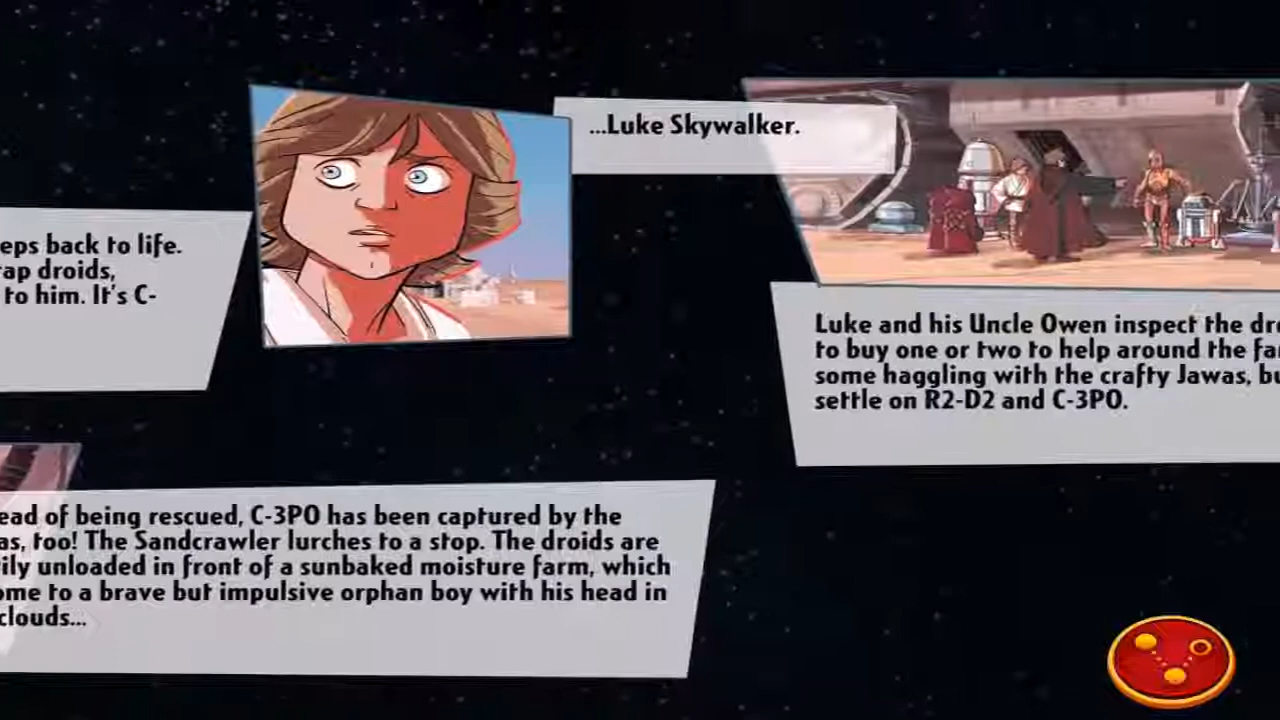 eps back to life.
ap droids,
to him. It's C-
ead of being rescued, C-3PO has been captured by the
as, too! The Sandcrawler lurches to a stop. The droids are
ily unloaded in front of a sunbaked moisture farm, which
ome to a brave but impulsive orphan boy with his head in
clouds...
...Luke Skywalker.
Luke and his Uncle Owen inspect the dro
to buy one or two to help around the fa
some haggling with the crafty Jawas, bu
settle on R2-D2 and C-3PO.